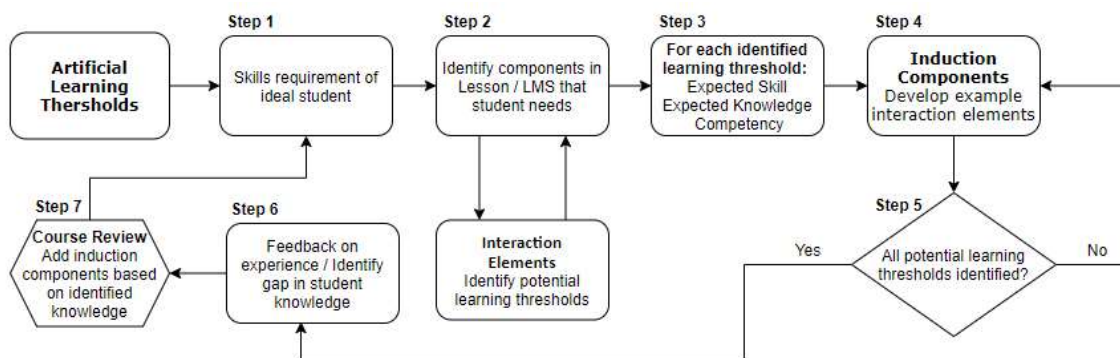 Artificial
Learning
Thersholds
Step 1
Skills requirement of
ideal student
Step 2
Identify components in
Lesson / LMS that
student needs
Step 3
For each identified
learning threshold:
Expected Skill
Expected Knowledge
Competency
Step 4
Induction
Components
Develop example
interaction elements
Step 7
Course Review
Add induction
components based
on identified
knowledge
Step 6
Feedback on
experience / Identify
gap in student
knowledge
Interaction
Elements
Identify potential
learning thresholds
Step 5
Yes
All potential learning
thresholds identified?
No